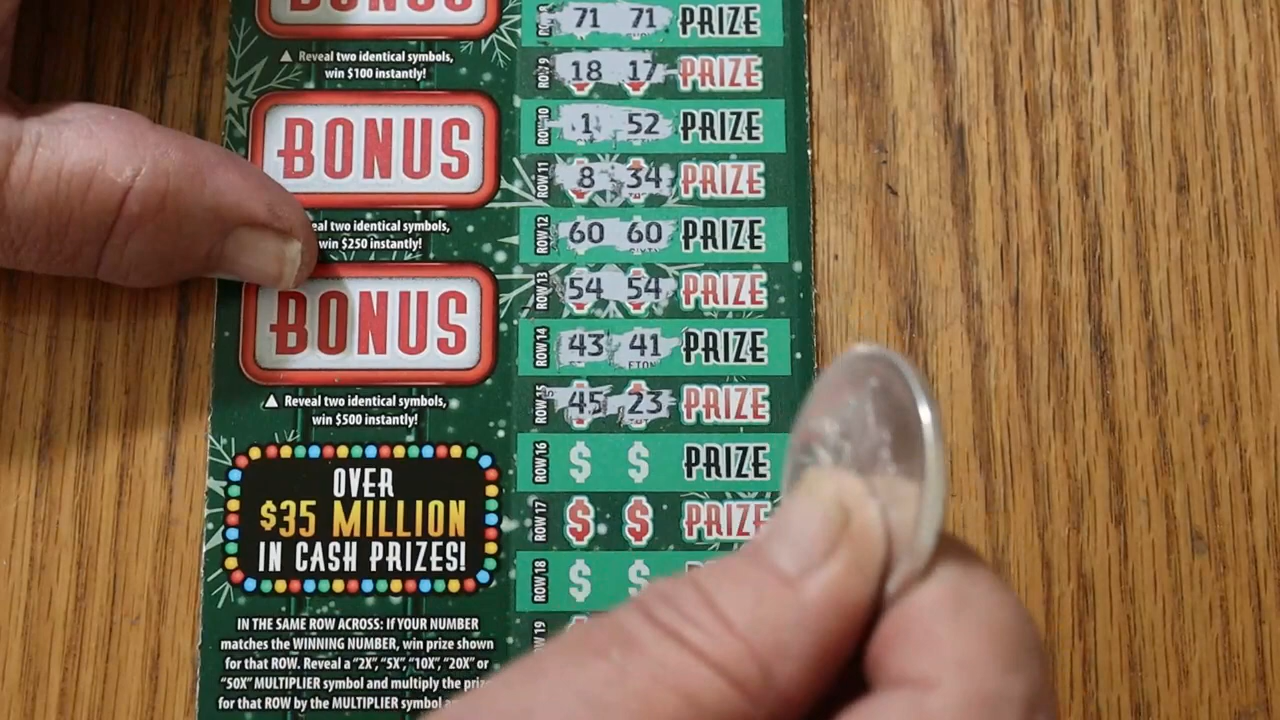 BONUS
Reveal two identical symbols,
win $100 instantly!
BONUS
two identical symbols,
win $250 instantly!
BONUS
Reveal two identical symbols,
win $500 instantly!
OVER
$35 MILLION
IN CASH PRIZES!
IN THE SAME ROW ACROSS: IF YOUR NUMBER
matches the WINNING NUMBER, win prize shown
for that ROW. Reveal a "2X", "5X", "10X", "20X" or
"50X" MULTIPLIER symbol and multiply the
for that ROW by the MULTIPLIER symbol
71 71 PRIZE
18 17 PRIZE
ROW 10 1 52 PRIZE
ROW 11 8 34 PRIZE
ROW 12 60 60 PRIZE
ROW 13 54 54 PRIZE
ROW 14 43 41 PRIZE
ROW 15 45 23 PRIZE
ROW 16 $ $ PRIZE
ROW 17 $ $ PRIZE
ROW 18 $ $
19